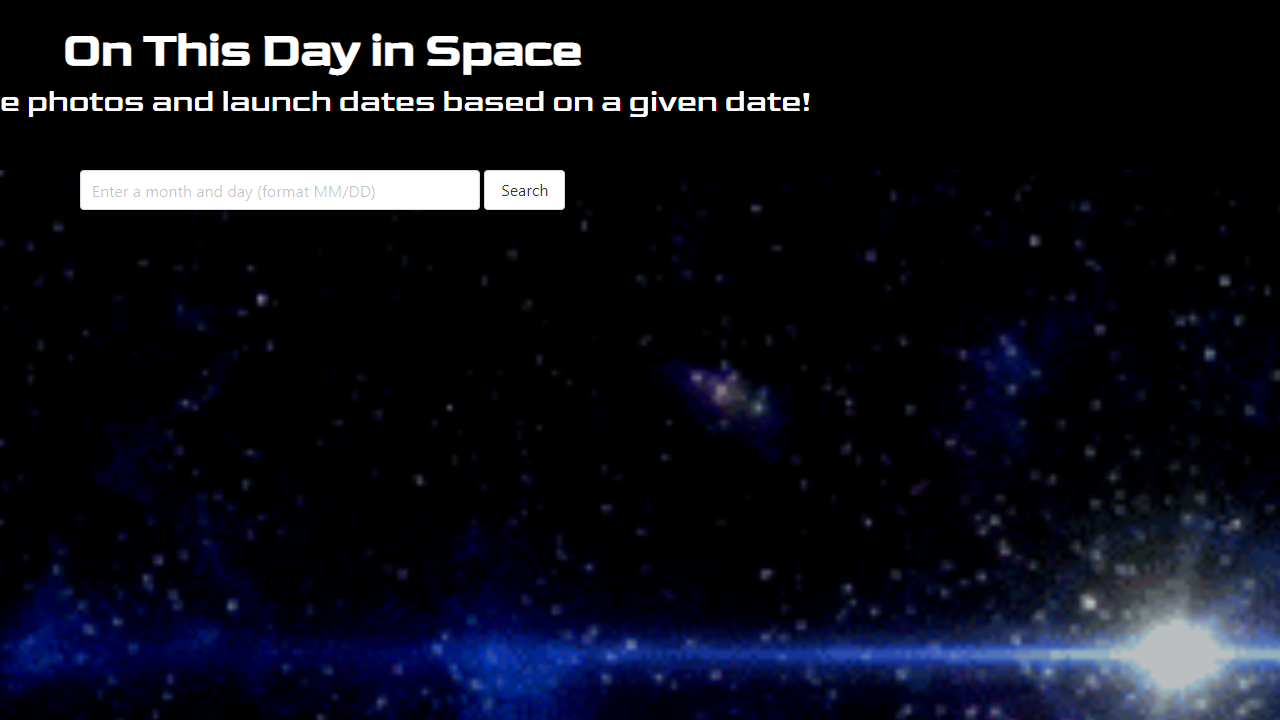 On This Day in Space
e photos and launch dates based on a given date!
Enter a month and day (format MM/DD)
Search